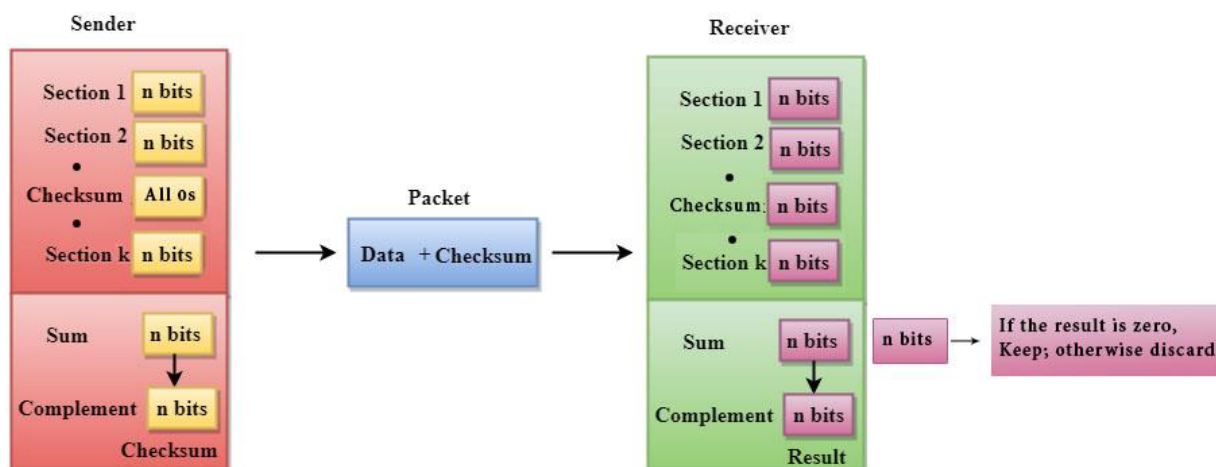 Sender
Section 1 n bits
Section 2 n bits
Checksum All 0s
Section k n bits
Sum n bits
Complement n bits
Checksum
Packet
Data + Checksum
Receiver
Section 1 n bits
Section 2 n bits
Checksum: n bits
Section k n bits
Sum n bits
Complement n bits
Result
n bits
If the result is zero,
Keep; otherwise discard